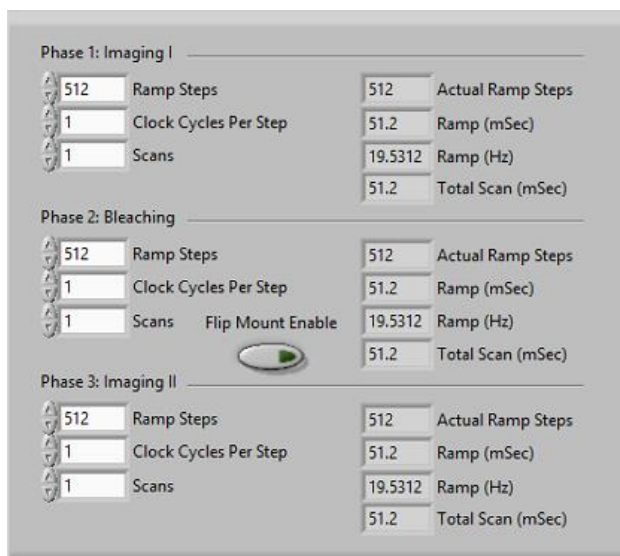 Phase 1: Imaging I
512 Ramp Steps 512 Actual Ramp Steps
1 Clock Cycles Per Step 51.2 Ramp (mSec)
1 Scans 19.5312 Ramp (Hz)
51.2 Total Scan (mSec)
Phase 2: Bleaching
512 Ramp Steps 512 Actual Ramp Steps
1 Clock Cycles Per Step 51.2 Ramp (mSec)
1 Scans Flip Mount Enable 19.5312 Ramp (Hz)
51.2 Total Scan (mSec)
Phase 3: Imaging II
512 Ramp Steps 512 Actual Ramp Steps
1 Clock Cycles Per Step 51.2 Ramp (mSec)
1 Scans 19.5312 Ramp (Hz)
51.2 Total Scan (mSec)